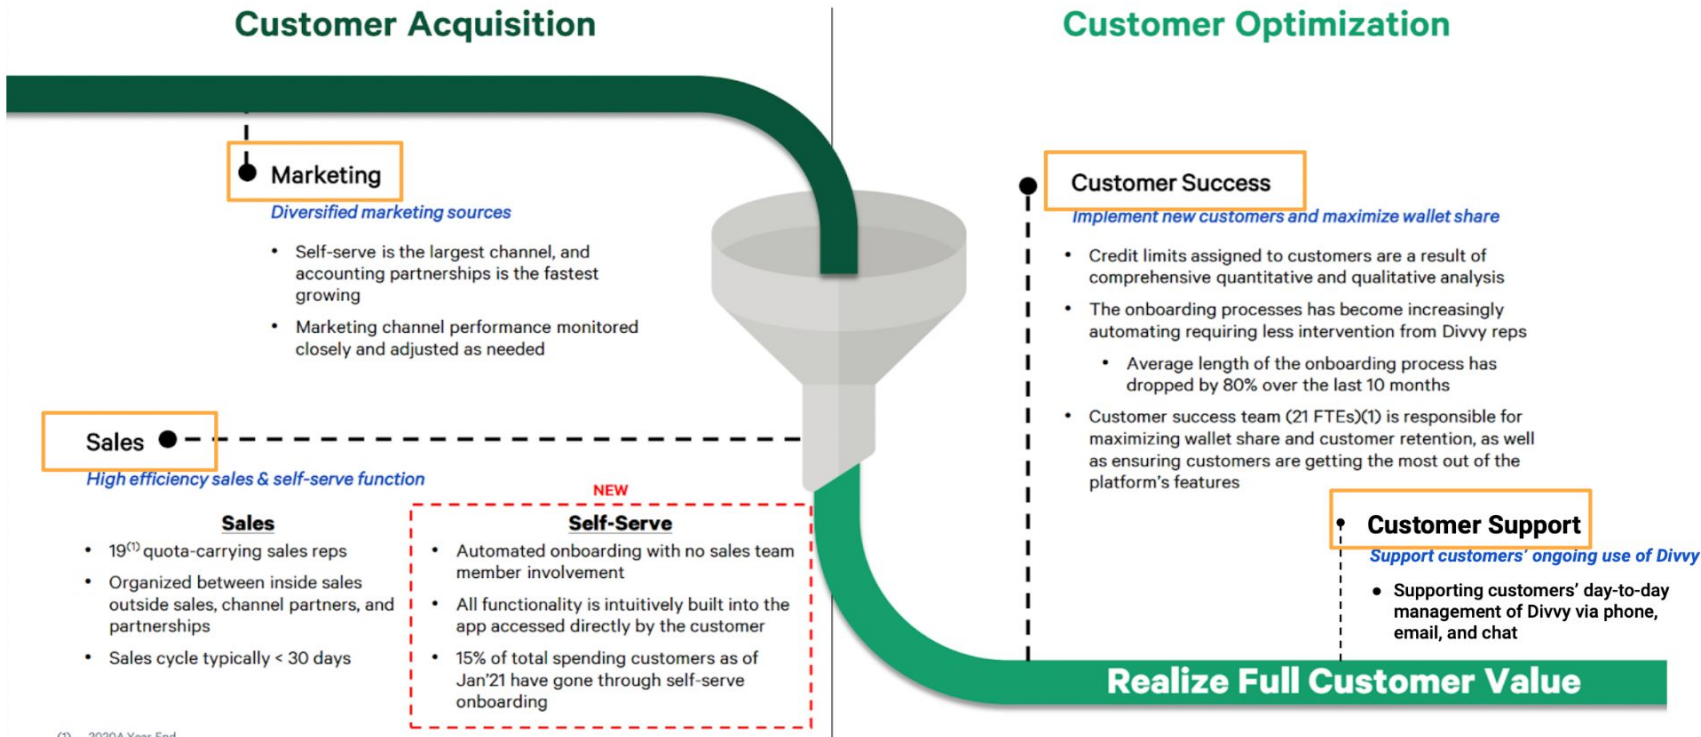 Customer Acquisition
Customer Optimization
Marketing
Diversified marketing sources
• Self-serve is the largest channel, and
accounting partnerships is the fastest
growing
• Marketing channel performance monitored
closely and adjusted as needed
Sales
High efficiency sales & self-serve function
Sales
• 19(1) quota-carrying sales reps
• Organized between inside sales
outside sales, channel partners, and
partnerships
• Sales cycle typically < 30 days
NEW
Self-Serve
• Automated onboarding with no sales team
member involvement
• All functionality is intuitively built into the
app accessed directly by the customer
• 15% of total spending customers as of
Jan'21 have gone through self-serve
onboarding
(1) 2020A Year End
Customer Success
Implement new customers and maximize wallet share
• Credit limits assigned to customers are a result of
comprehensive quantitative and qualitative analysis
• The onboarding processes has become increasingly
automating requiring less intervention from Divvy reps
• Average length of the onboarding process has
dropped by 80% over the last 10 months
• Customer success team (21 FTEs)(1) is responsible for
maximizing wallet share and customer retention, as well
as ensuring customers are getting the most out of the
platform's features
Customer Support
Support customers' ongoing use of Divvy
• Supporting customers' day-to-day
management of Divvy via phone,
email, and chat
Realize Full Customer Value